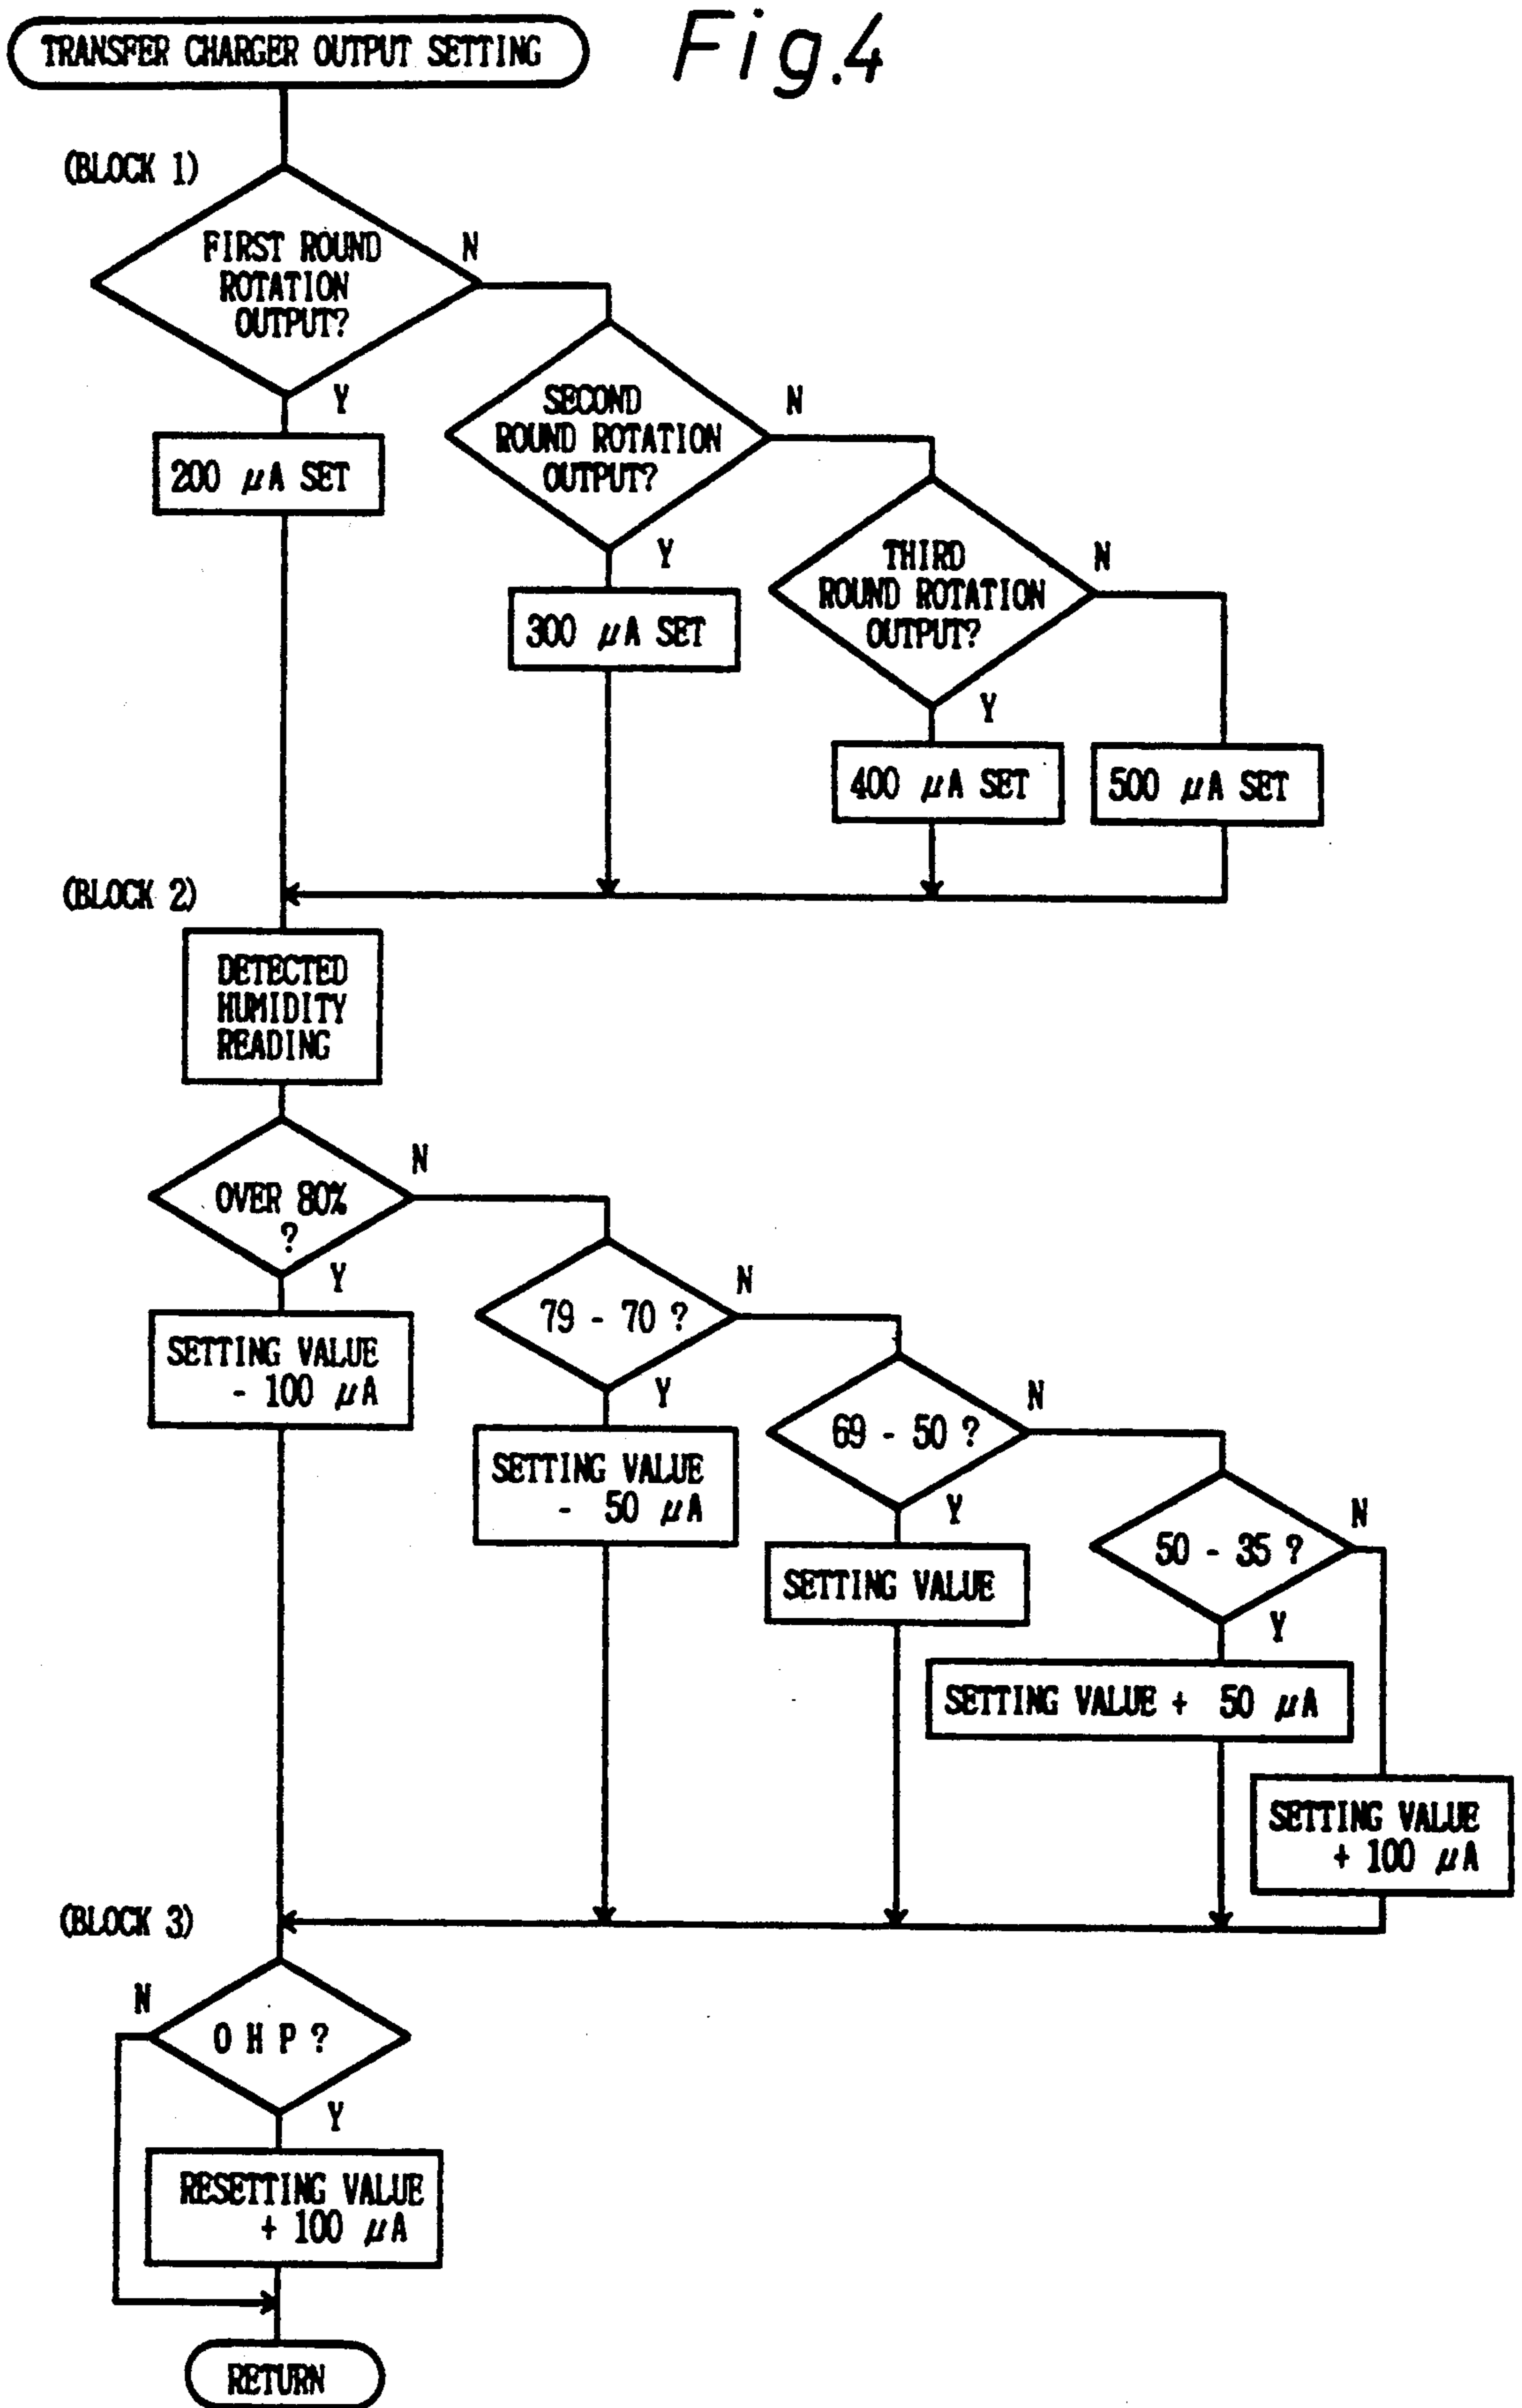 Fig.4
TRANSFER CHARGER OUTPUT SETTING
(BLOCK 1)
FIRST ROUND
ROTATION
OUTPUT?
N
Y
200 μA SET
SECOND
ROUND ROTATION
OUTPUT?
N
Y
300 μA SET
THIRD
ROUND ROTATION
OUTPUT?
N
Y
400 μA SET
500 μA SET
(BLOCK 2)
DETECTED
HUMIDITY
READING
OVER 80%
?
N
Y
SETTING VALUE
- 100 μA
79 - 70 ?
N
Y
SETTING VALUE
- 50 μA
69 - 50 ?
N
Y
SETTING VALUE
50 - 35 ?
N
Y
SETTING VALUE + 50 μA
SETTING VALUE
+ 100 μA
(BLOCK 3)
N
O H P ?
Y
RESETTING VALUE
+ 100 μA
RETURN